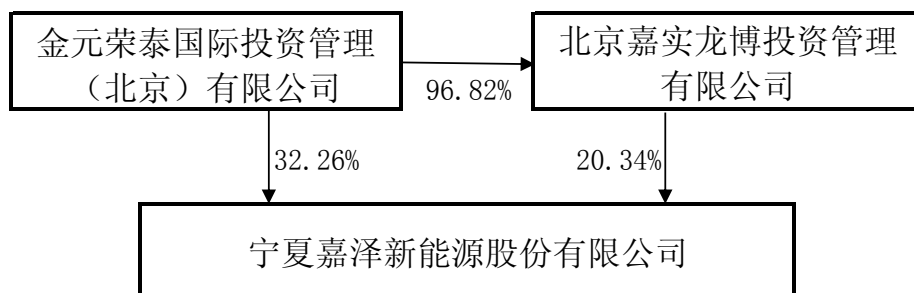 金元荣泰国际投资管理
（北京）有限公司
96.82%
北京嘉实龙博投资管理
有限公司
32.26%
20.34%
宁夏嘉泽新能源股份有限公司